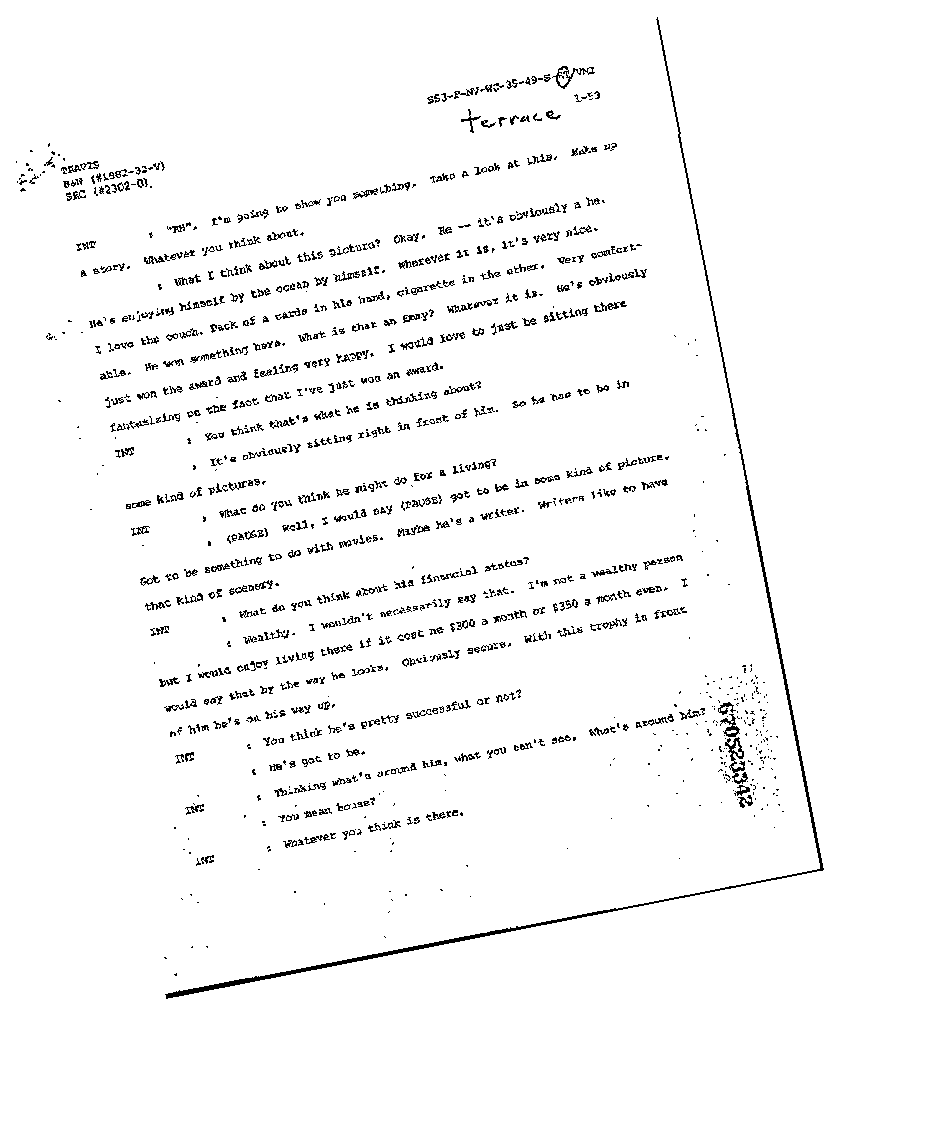 SSJ-F-NV-WS-35-49-S- /VMI
1-53
terrace
TRAVIS
B&W (#1982-32-V)
SRC (#2302-0)
INT : "RM". I'm going to show you something. Take a look at this. Make up
a story. Whatever you think about.
: What I think about this picture? Okay. He -- it's obviously a he.
He's enjoying himself by the ocean by himself. Wherever it is, it's very nice.
I love the couch. Pack of a cards in his hand, cigarette in the other. Very comfort-
able. He won something here. What is that an Emmy? Whatever it is. He's obviously
just won the award and feeling very happy. I would love to just be sitting there
fantasizing on the fact that I've just won an award.
INT : You think that's what he is thinking about?
: It's obviously sitting right in front of him. So he has to be in
some kind of pictures.
INT : What do you think he might do for a living?
: (PAUSE) Well, I would say (PAUSE) got to be in some kind of picture.
Got to be something to do with movies. Maybe he's a writer. Writers like to have
that kind of scenery.
INT : What do you think about his financial status?
: Wealthy. I wouldn't necessarily say that. I'm not a wealthy person
but I would enjoy living there if it cost me $300 a month or $350 a month even. I
would say that by the way he looks. Obviously secure. With this trophy in front
of him he's on his way up.
INT : You think he's pretty successful or not?
: He's got to be.
INT : Thinking what's around him, what you can't see. What's around him?
: You mean house?
INT : Whatever you think is there.
670523342